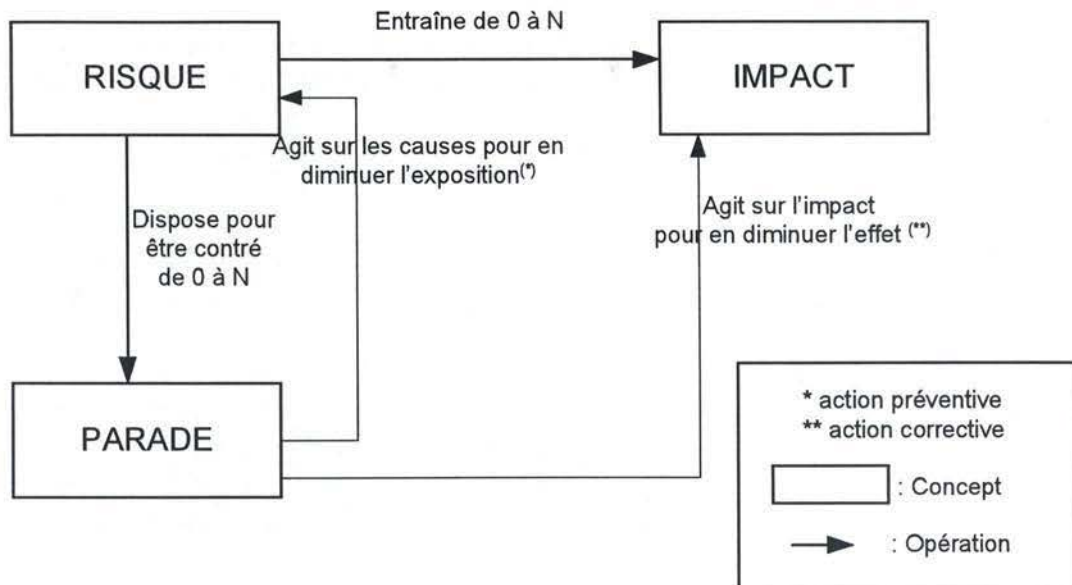 Entraîne de 0 à N
RISQUE
IMPACT
Agit sur les causes pour en
diminuer l'exposition(*)
Dispose pour
être contré
de 0 à N
Agit sur l'impact
pour en diminuer l'effet (**)
PARADE
* action préventive
** action corrective
: Concept
: Opération